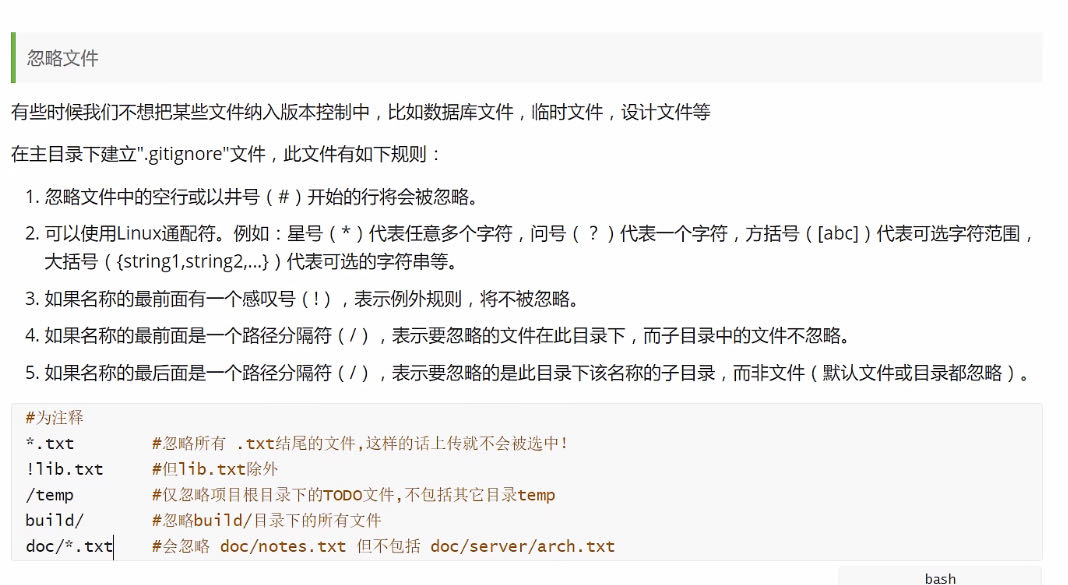 忽略文件
有些时候我们不想把某些文件纳入版本控制中，比如数据库文件，临时文件，设计文件等
在主目录下建立".gitignore"文件，此文件有如下规则：
1. 忽略文件中的空行或以井号（#）开始的行将会被忽略。
2. 可以使用Linux通配符。例如：星号（*）代表任意多个字符，问号（？）代表一个字符，方括号（[abc]）代表可选字符范围，
大括号（{string1,string2,...}）代表可选的字符串等。
3. 如果名称的最前面有一个感叹号（!），表示例外规则，将不被忽略。
4. 如果名称的最前面是一个路径分隔符（/），表示要忽略的文件在此目录下，而子目录中的文件不忽略。
5. 如果名称的最后面是一个路径分隔符（/），表示要忽略的是此目录下该名称的子目录，而非文件（默认文件或目录都忽略）。
#为注释
*.txt #忽略所有 .txt结尾的文件,这样的话上传就不会被选中!
!lib.txt #但lib.txt除外
/temp #仅忽略项目根目录下的TODO文件,不包括其它目录temp
build/ #忽略build/目录下的所有文件
doc/*.txt #会忽略 doc/notes.txt 但不包括 doc/server/arch.txt
bash